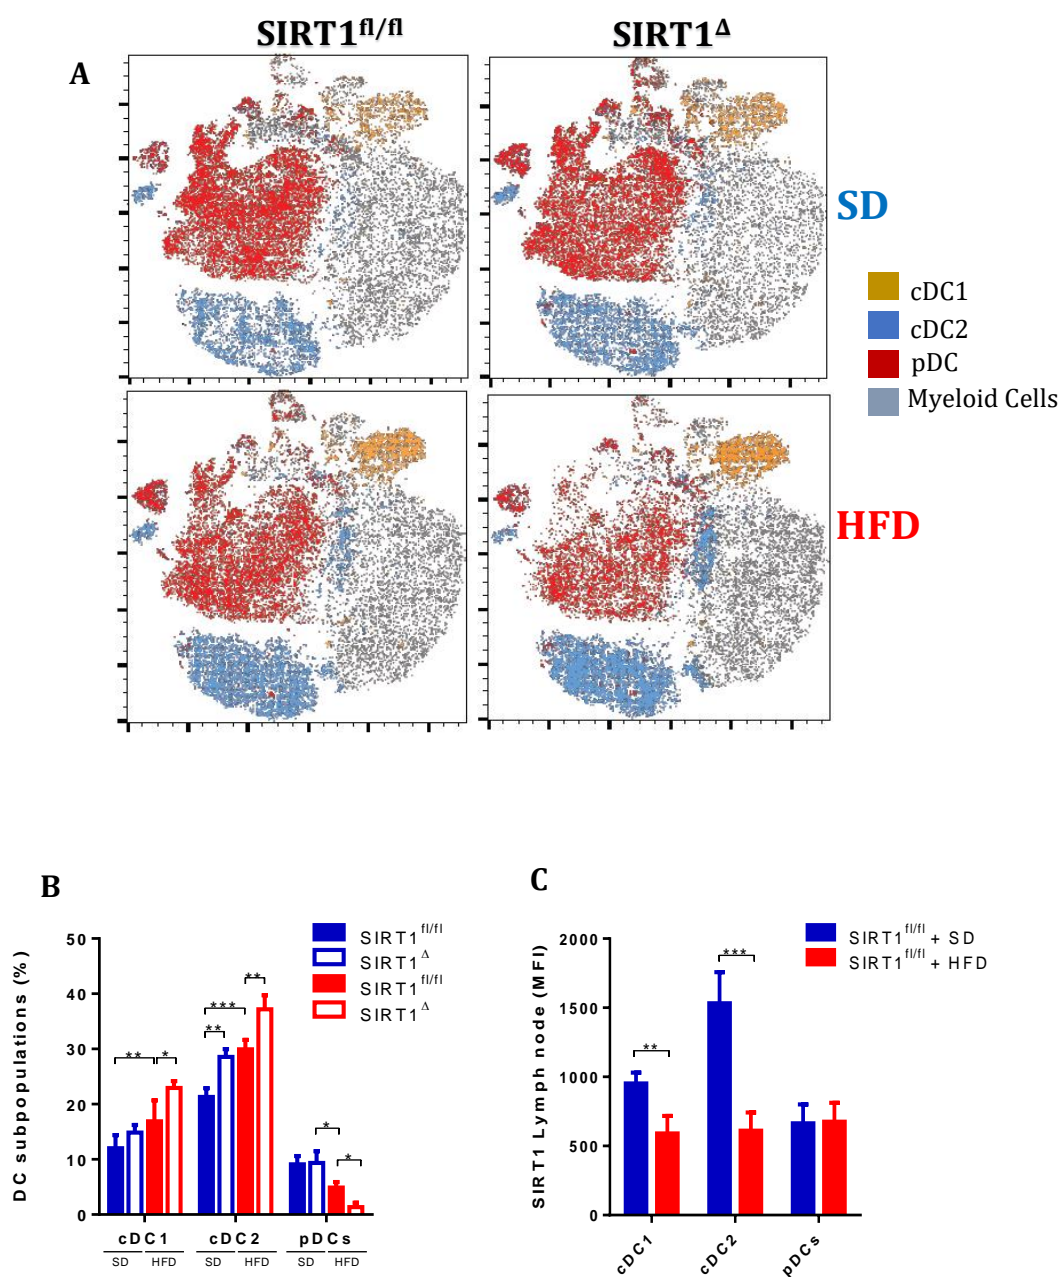 SIRT1fl/fl
SIRT1Δ
A
SD
cDC1
cDC2
pDC
Myeloid Cells
HFD
B
DC subpopulations (%)
50
40
30
20
10
0
** *
*** ** **
* *
SIRT1fl/fl
SIRT1Δ
SIRT1fl/fl
SIRT1Δ
cDC1 cDC2 pDCs
SD HFD SD HFD SD HFD
C
SIRT1 Lymph node (MFI)
2000
1500
1000
500
0
**
***
SIRT1fl/fl + SD
SIRT1fl/fl + HFD
cDC1
cDC2
pDCs